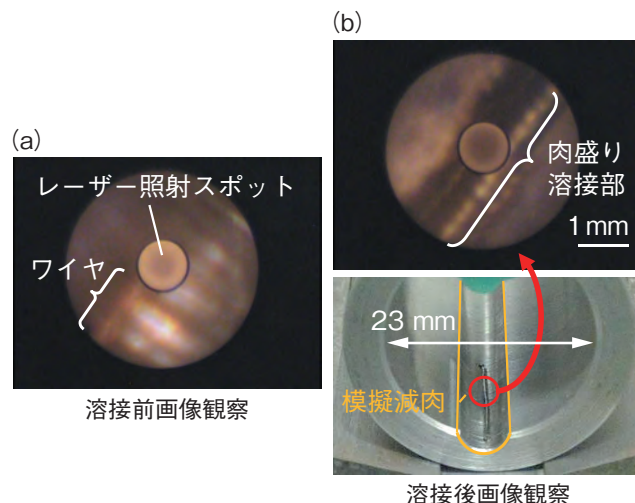 (a)
レーザー照射スポット
ワイヤ
溶接前画像観察
(b)
肉盛り
溶接部
1 mm
23 mm
模擬減肉
溶接後画像観察